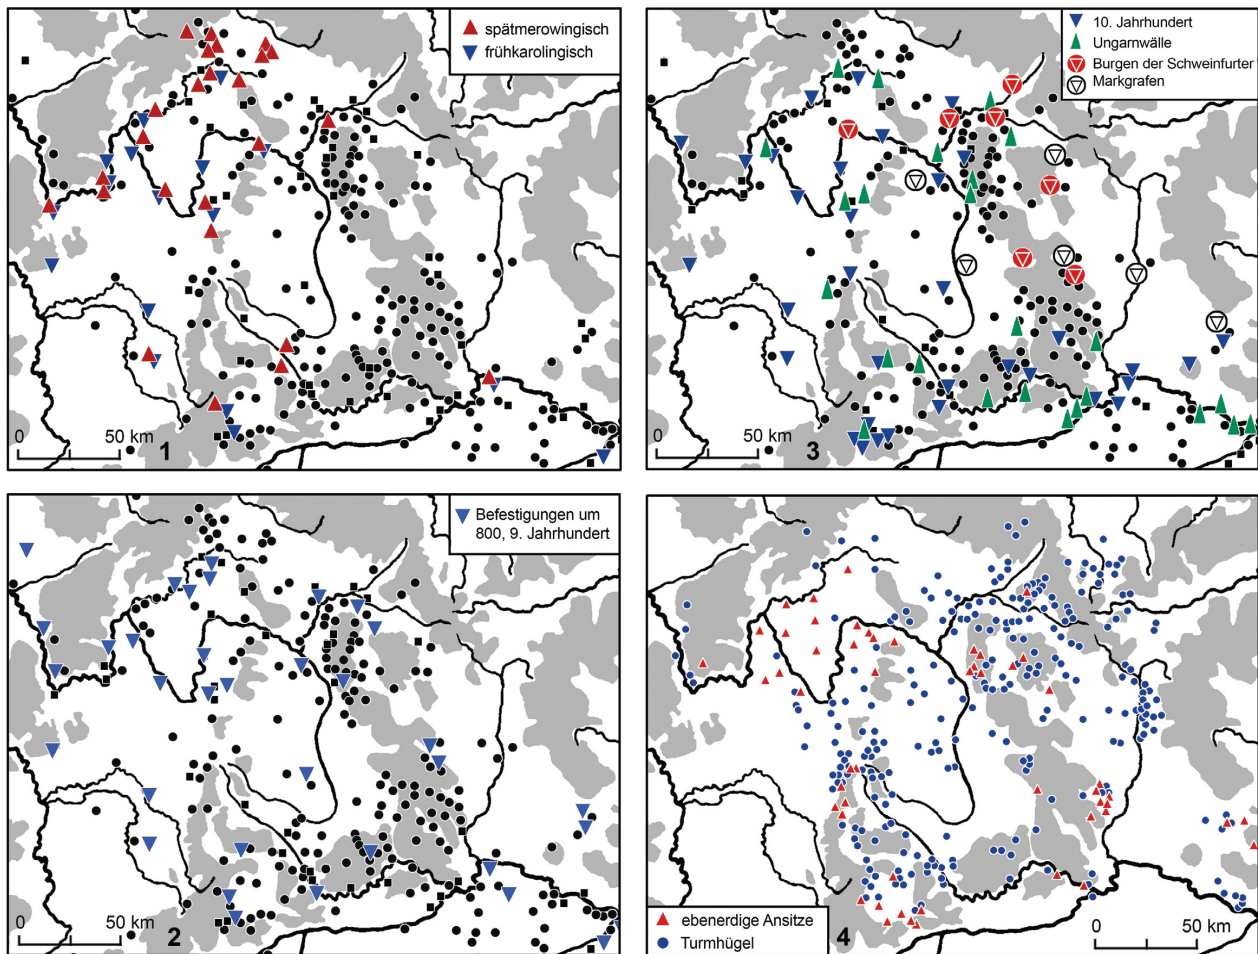 spätmerowingisch
frühkarolingisch
0 50 km
1
10. Jahrhundert
Ungarnwälle
Burgen der Schweinfurter
Markgrafen
0 50 km
3
Befestigungen um
800, 9. Jahrhundert
0 50 km
2
ebenerdige Ansitze
Turmhügel
4
0 50 km